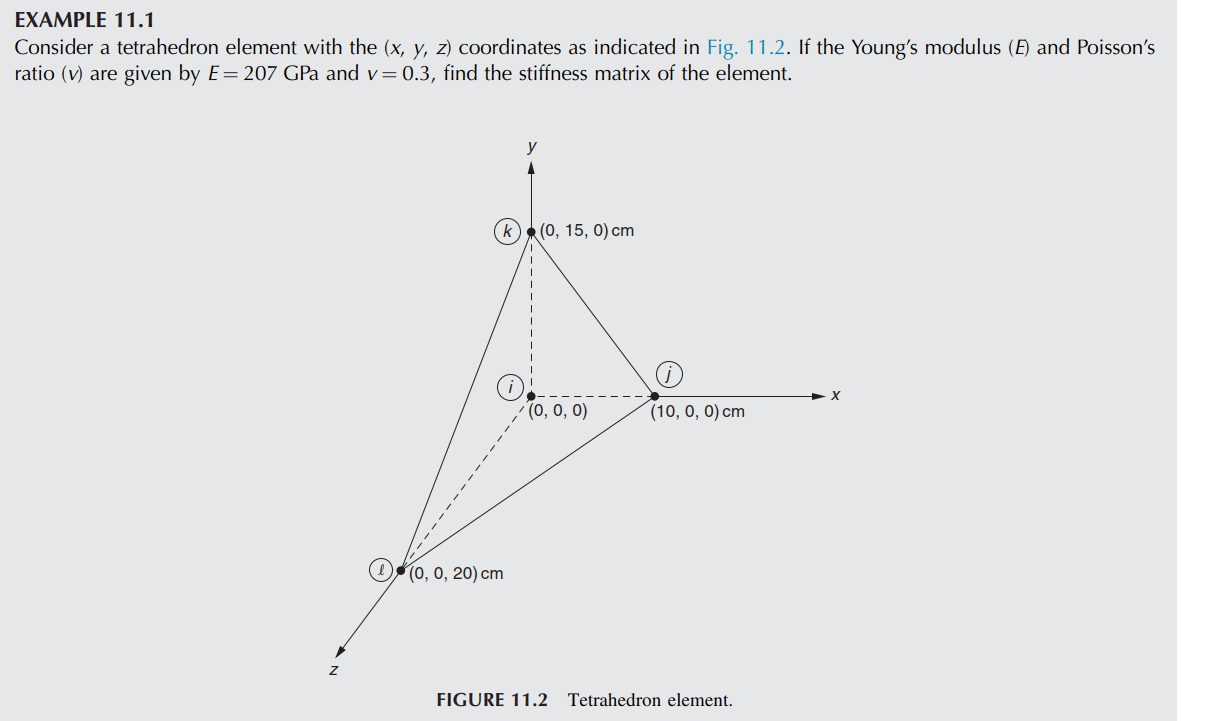 EXAMPLE 11.1
Consider a tetrahedron element with the (x, y, z) coordinates as indicated in Fig. 11.2. If the Young’s modulus (E) and Poisson’s
ratio (v) are given by E = 207 GPa and v = 0.3, find the stiffness matrix of the element.
y
k (0, 15, 0) cm
j
i
x
(0, 0, 0) (10, 0, 0) cm
ℓ (0, 0, 20) cm
z
FIGURE 11.2 Tetrahedron element.